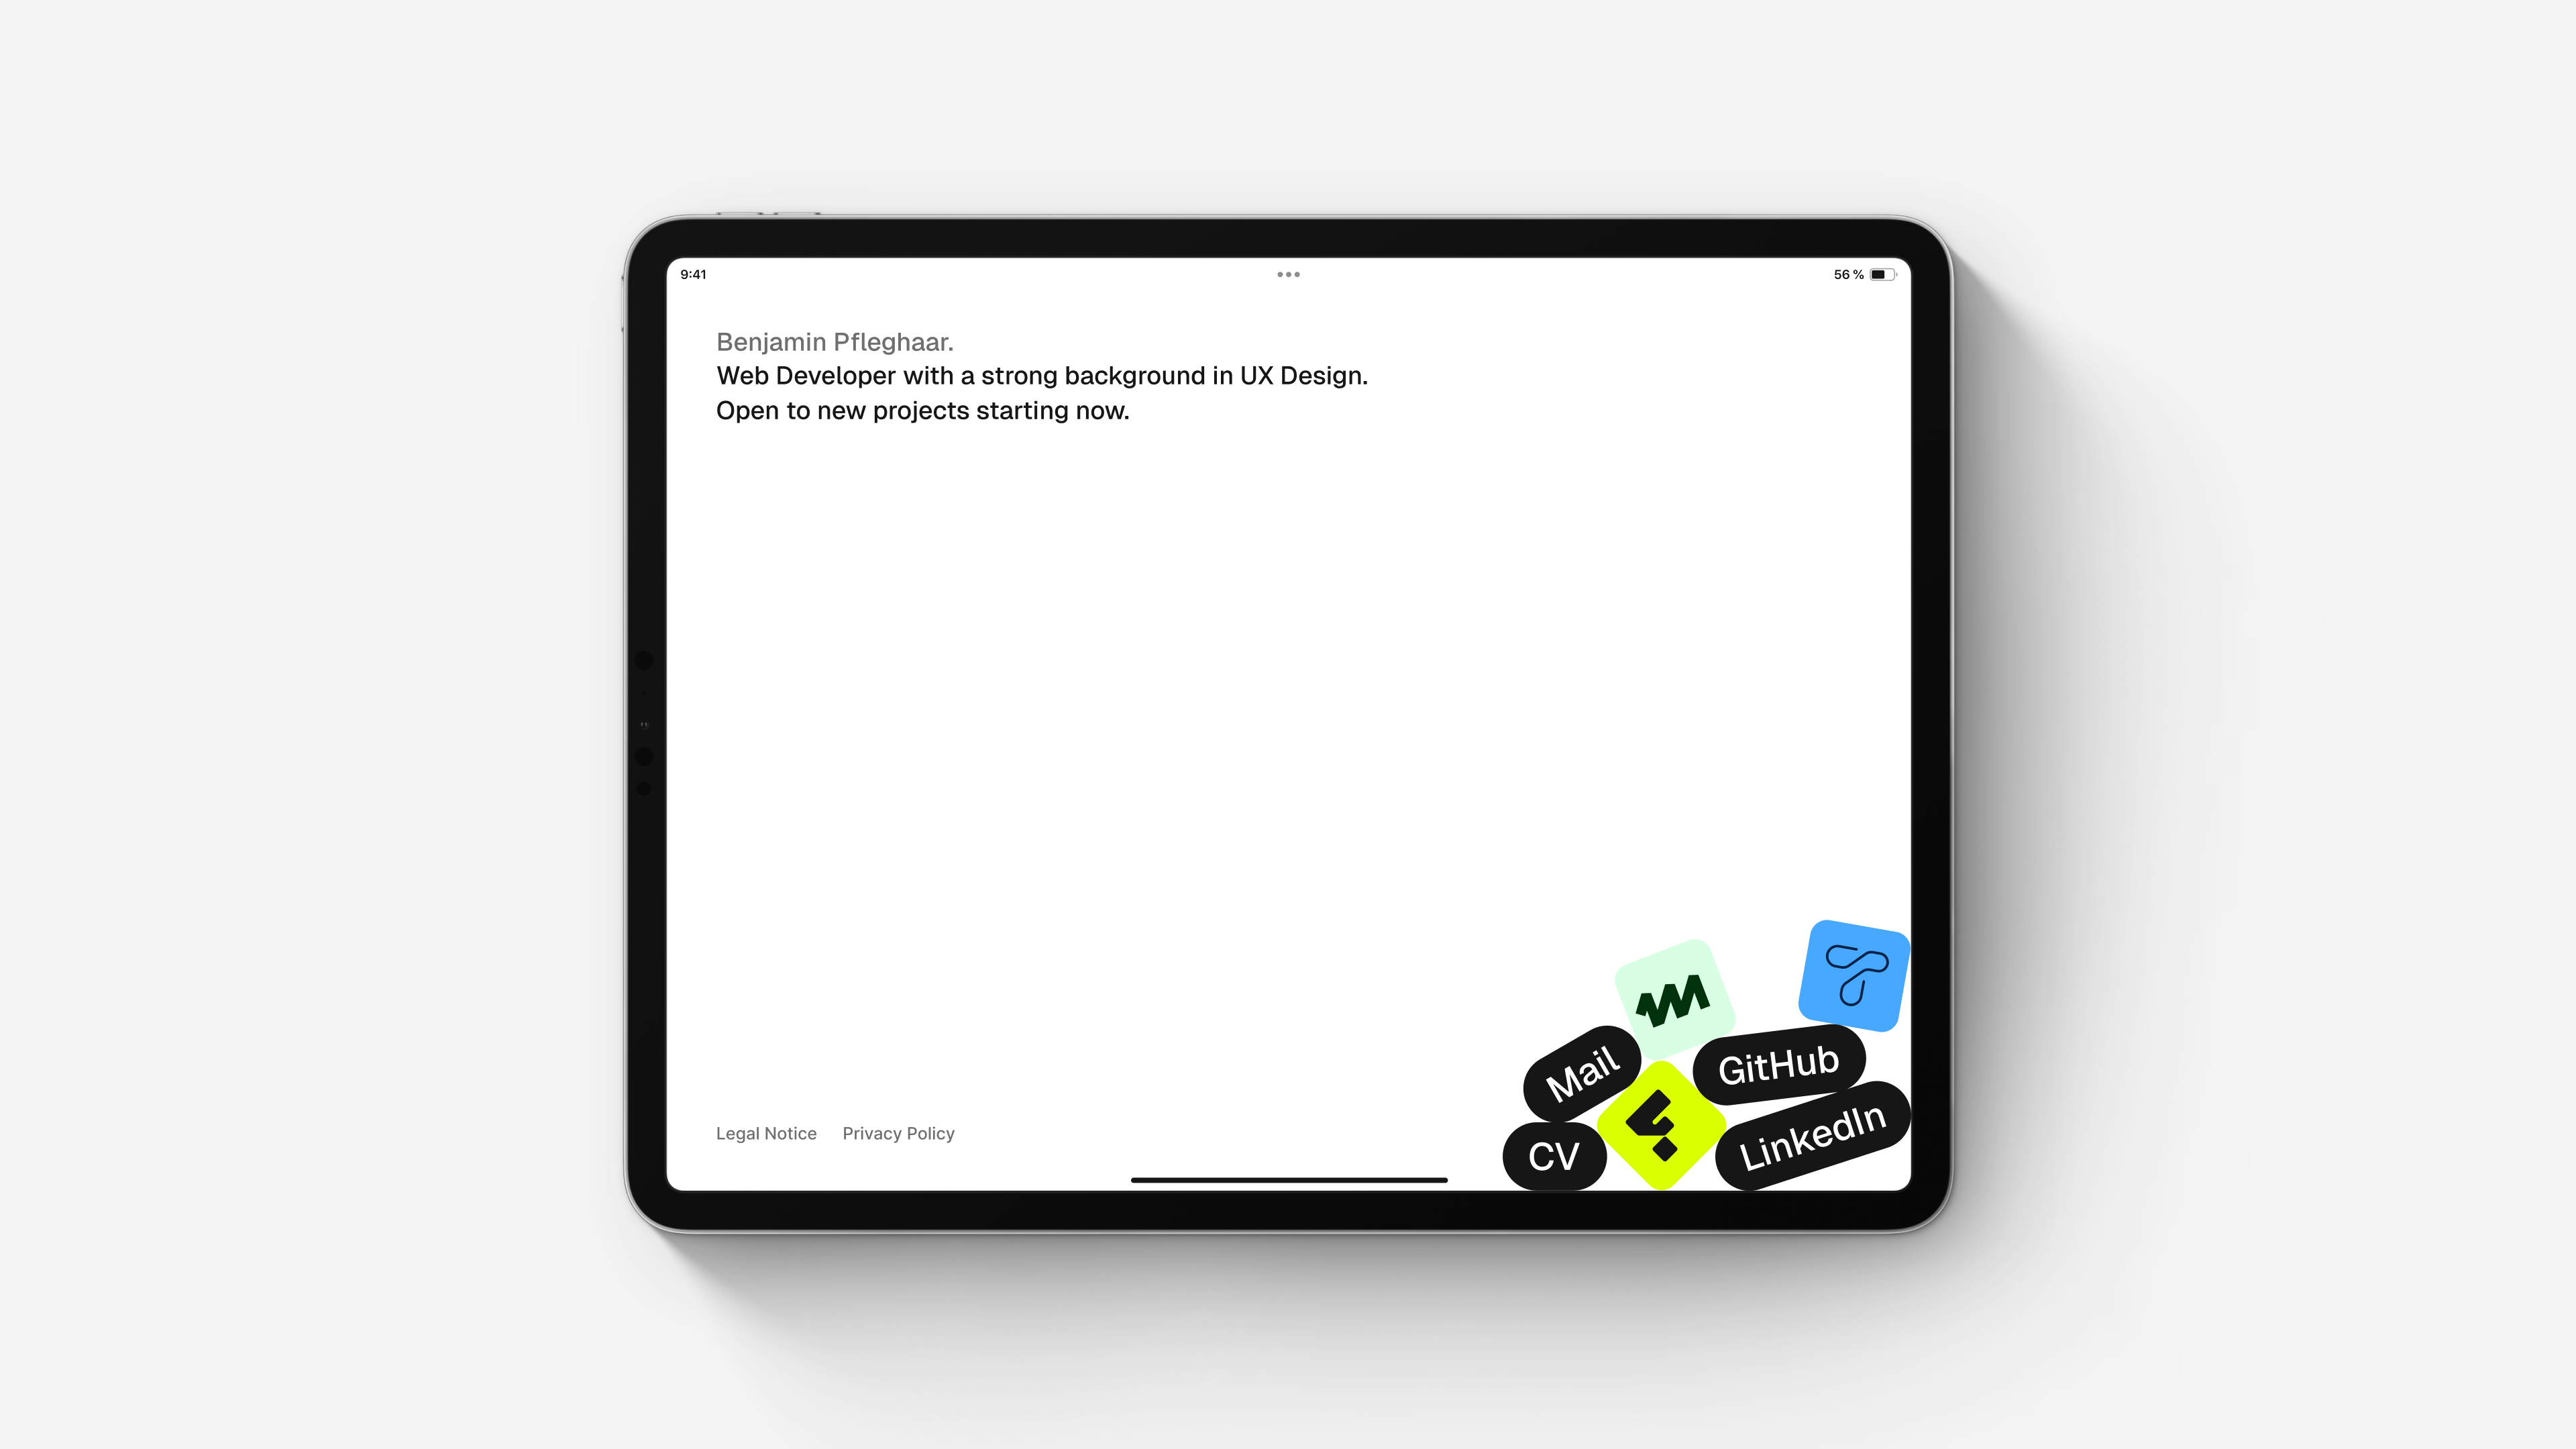 9:41
56 %
Benjamin Pfleghaar.
Web Developer with a strong background in UX Design.
Open to new projects starting now.
Mail
GitHub
CV
LinkedIn
Legal Notice
Privacy Policy